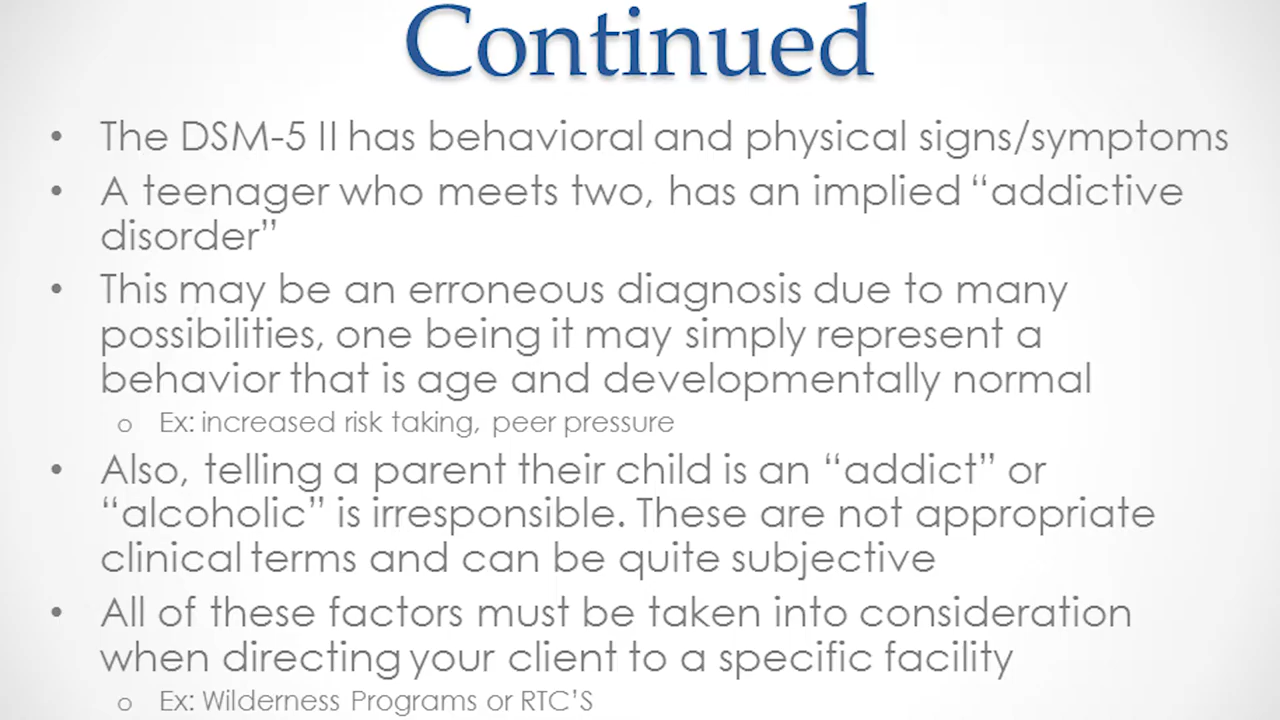 Continued
• The DSM-5 II has behavioral and physical signs/symptoms
• A teenager who meets two, has an implied “addictive
disorder”
• This may be an erroneous diagnosis due to many
possibilities, one being it may simply represent a
behavior that is age and developmentally normal
o Ex: increased risk taking, peer pressure
• Also, telling a parent their child is an “addict” or
“alcoholic” is irresponsible. These are not appropriate
clinical terms and can be quite subjective
• All of these factors must be taken into consideration
when directing your client to a specific facility
o Ex: Wilderness Programs or RTC’S